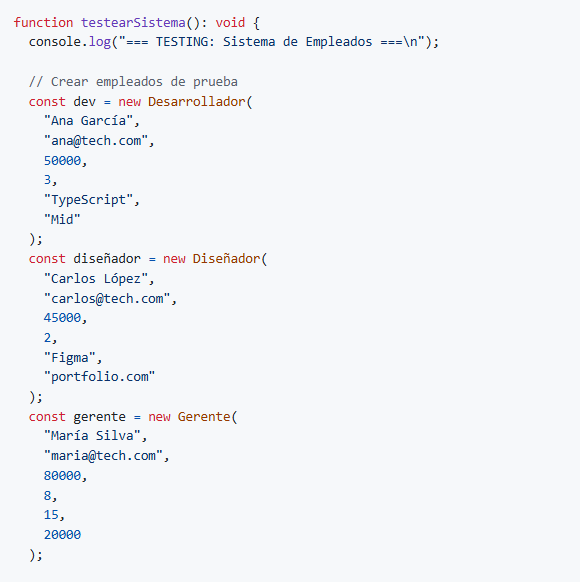 function testearSistema(): void {
  console.log("=== TESTING: Sistema de Empleados ===\n");
  // Crear empleados de prueba
  const dev = new Desarrollador(
    "Ana García",
    "ana@tech.com",
    50000,
    3,
    "TypeScript",
    "Mid"
  );
  const diseñador = new Diseñador(
    "Carlos López",
    "carlos@tech.com",
    45000,
    2,
    "Figma",
    "portfolio.com"
  );
  const gerente = new Gerente(
    "María Silva",
    "maria@tech.com",
    80000,
    8,
    15,
    20000
  );